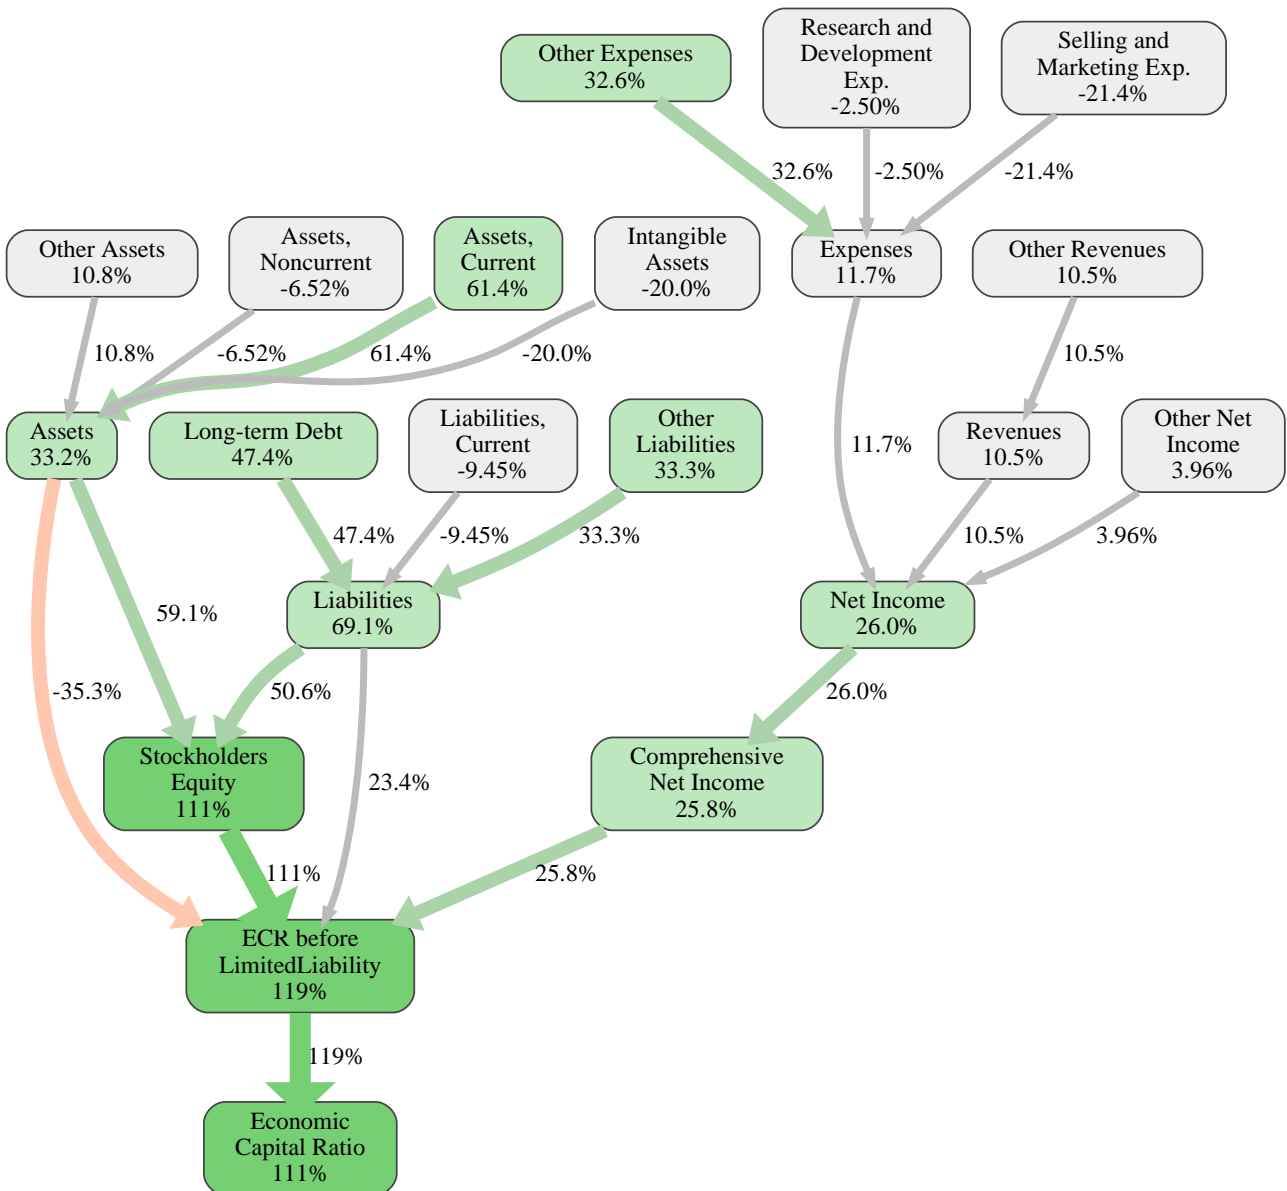 Other Expenses
32.6%
Research and
Development
Exp.
-2.50%
Selling and
Marketing Exp.
-21.4%
32.6%
-2.50%
-21.4%
Other Assets
10.8%
Assets,
Noncurrent
-6.52%
Assets,
Current
61.4%
Intangible
Assets
-20.0%
Expenses
11.7%
Other Revenues
10.5%
10.8%
-6.52%
61.4%
-20.0%
10.5%
Assets
33.2%
Long-term Debt
47.4%
Liabilities,
Current
-9.45%
Other
Liabilities
33.3%
11.7%
Revenues
10.5%
Other Net
Income
3.96%
47.4%
-9.45%
33.3%
10.5%
3.96%
59.1%
Liabilities
69.1%
Net Income
26.0%
-35.3%
50.6%
26.0%
Stockholders
Equity
111%
23.4%
Comprehensive
Net Income
25.8%
111%
25.8%
ECR before
LimitedLiability
119%
119%
Economic
Capital Ratio
111%